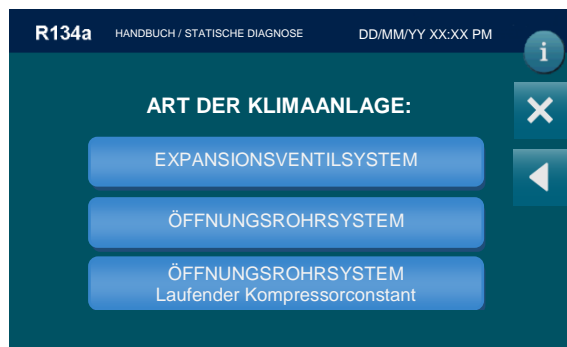 R134a HANDBUCH / STATISCHE DIAGNOSE DD/MM/YY XX:XX PM
i
ART DER KLIMAANLAGE:
EXPANSIONSVENTILSYSTEM
ÖFFNUNGSROHRSYSTEM
ÖFFNUNGSROHRSYSTEM
Laufender Kompressorconstant